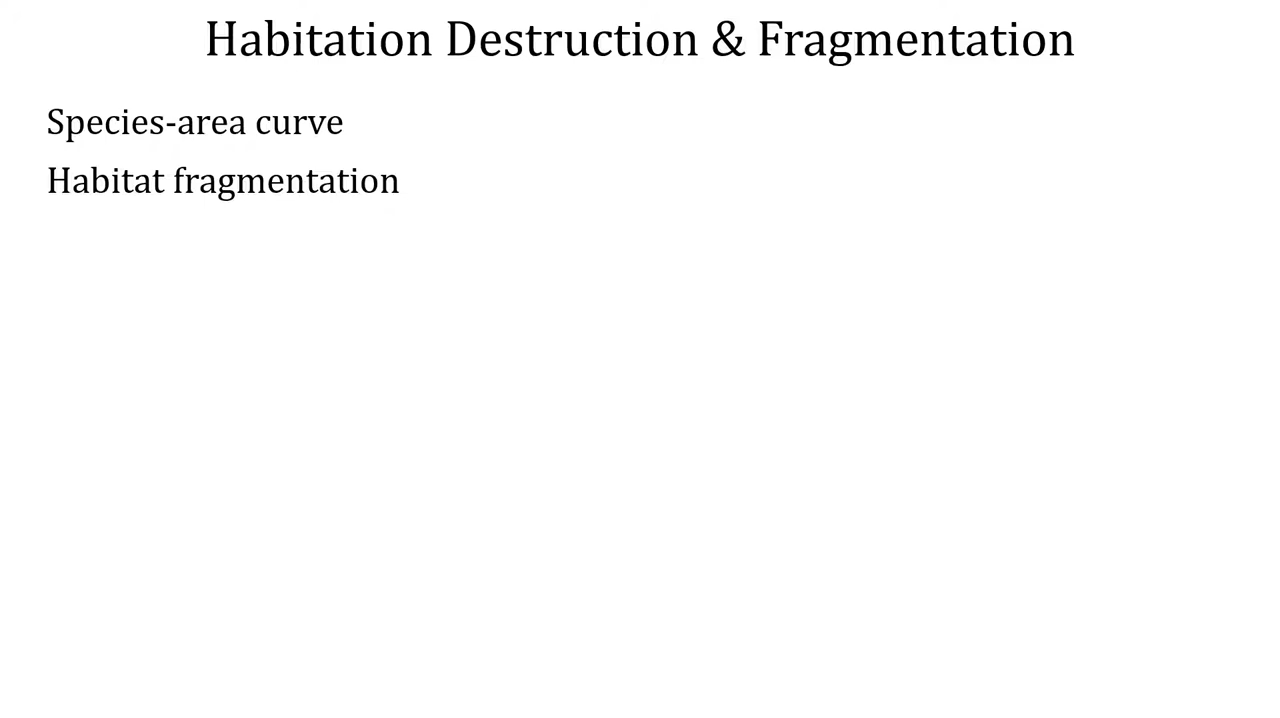 Habitation Destruction & Fragmentation
Species-area curve
Habitat fragmentation